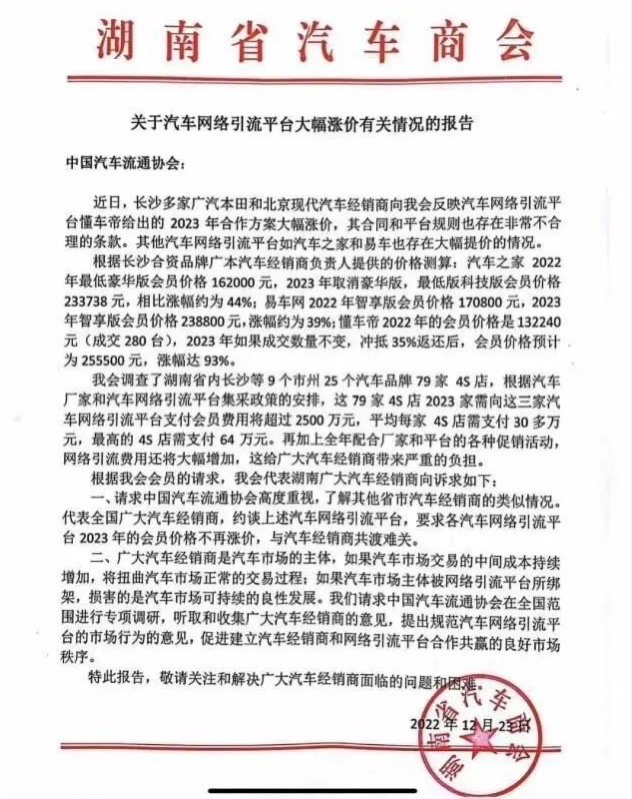 湖南省汽车商会
关于汽车网络引流平台大幅涨价有关情况的报告
中国汽车流通协会：
近日，长沙多家广汽本田和北京现代汽车经销商向我会反映汽车网络引流平
台懂车帝给出的 2023 年合作方案大幅涨价，其合同和平台规则也存在非常不合
理的条款。其他汽车网络引流平台如汽车之家和易车也存在大幅提价的情况。
根据长沙合资品牌广本汽车经销商负责人提供的价格测算：汽车之家 2022
年最低豪华版会员价格 162000 元，2023 年取消豪华版，最低版科技版会员价格
233738 元，相比涨幅约为 44%；易车网 2022 年智享版会员价格 170800 元，2023
年智享版会员价格 238800 元，涨幅约为 39%；懂车帝 2022 年的会员价格是 132240
元（成交 280 台），2023 年如果成交数量不变，冲抵 35%返还后，会员价格预计
为 255500 元，涨幅达 93%。
我会调查了湖南省内长沙等 9 个市州 25 个汽车品牌 79 家 4S 店，根据汽车
厂家和汽车网络引流平台集采政策的安排，这 79 家 4S 店 2023 家需向这三家汽
车网络引流平台支付会员费用将超过 2500 万元，平均每家 4S 店需支付 30 多万
元，最高的 4S 店需支付 64 万元。再加上全年配合厂家和平台的各种促销活动，
网络引流费用还将大幅增加，这给广大汽车经销商带来严重的负担。
根据我会会员的请求，我会代表湖南广大汽车经销商向诉求如下：
一、请求中国汽车流通协会高度重视，了解其他省市汽车经销商的类似情况。
代表全国广大汽车经销商，约谈上述汽车网络引流平台，要求各汽车网络引流平
台 2023 年的会员价格不再涨价，与汽车经销商共渡难关。
二、广大汽车经销商是汽车市场的主体，如果汽车市场交易的中间成本持续
增加，将扭曲汽车市场正常的交易过程；如果汽车市场主体被网络引流平台所绑
架，损害的是汽车市场可持续的良性发展。我们请求中国汽车流通协会在全国范
围进行专项调研，听取和收集广大汽车经销商的意见，提出规范汽车网络引流平
台的市场行为的意见，促进建立汽车经销商和网络引流平台合作共赢的良好市场
秩序。
特此报告，敬请关注和解决广大汽车经销商面临的问题和困难。
2022 年 12 月 23 日
湖南省汽车商会